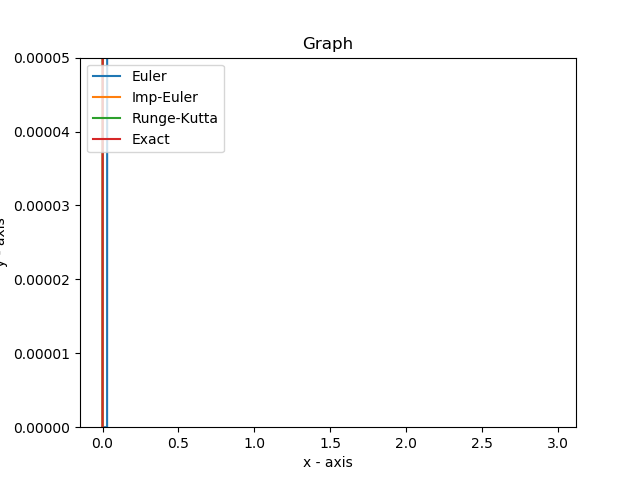 Graph
0.00005
0.00004
0.00003
0.00002
0.00001
0.00000
y - axis
Euler
Imp-Euler
Runge-Kutta
Exact
0.0 0.5 1.0 1.5 2.0 2.5 3.0
x - axis